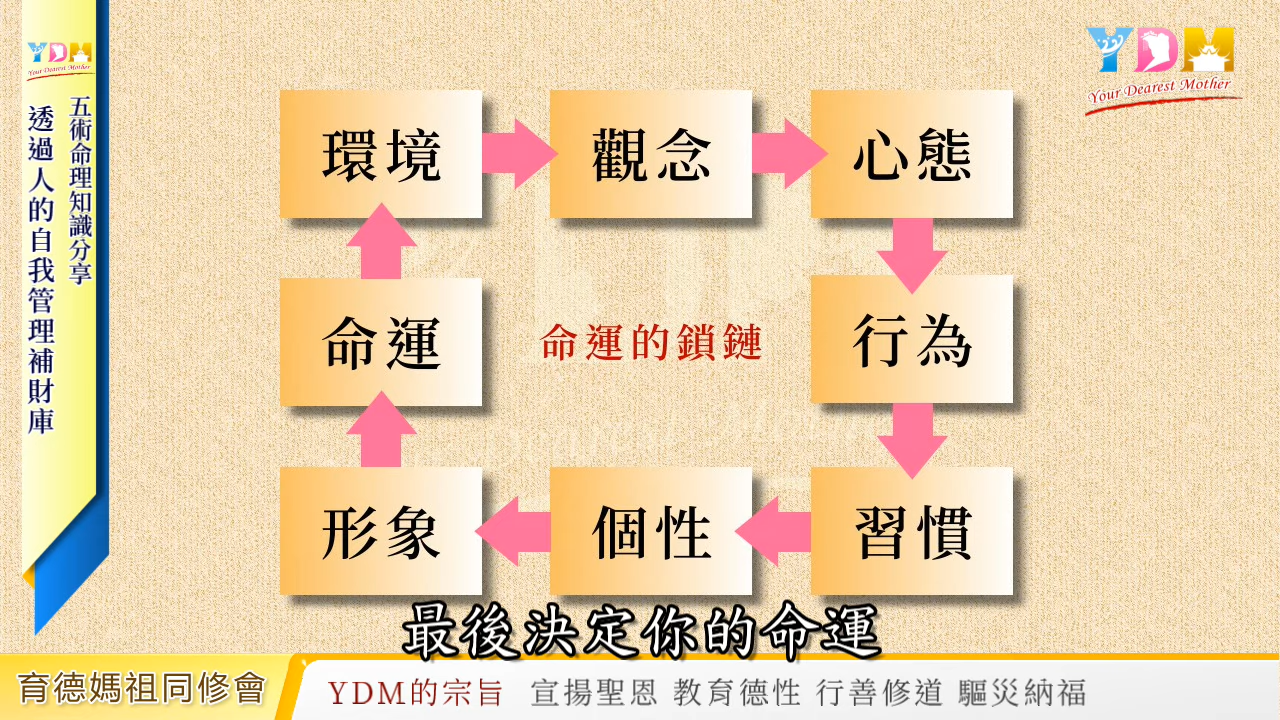 YDM
Your Dearest Mother
五術命理知識分享
透過人的自我管理補財庫
YDM
Your Dearest Mother
環境
觀念
心態
命運
命運的鎖鏈
行為
形象
個性
習慣
最後決定你的命運
育德媽祖同修會
YDM的宗旨 宣揚聖恩 教育德性 行善修道 驅災納福